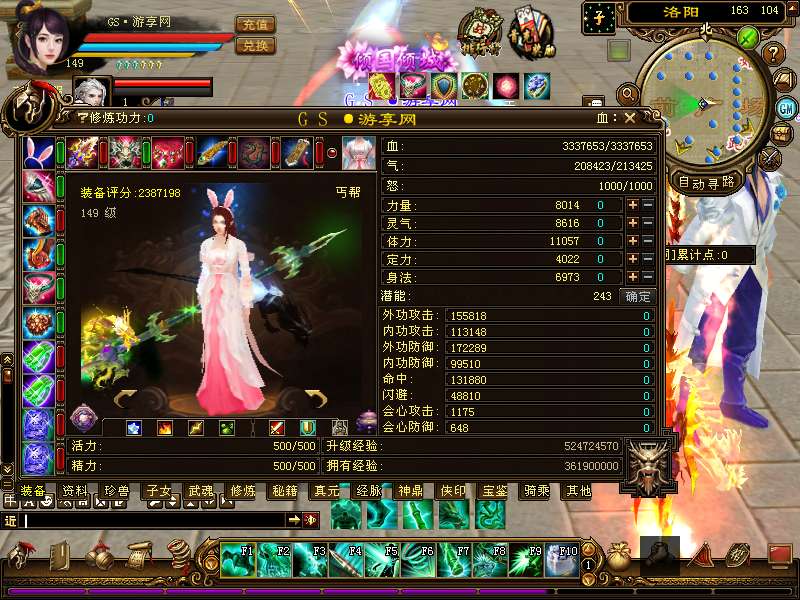 GS·游享网
充值
兑换
149
1
倾国倾城
洛阳
163 104
北
自动寻路
累计点:0
修炼功力:0
GS●游享网
血:
装备评分:2387198
丐帮
149 级
血:
3337653/3337653
气:
208423/213425
怒:
1000/1000
力量:
8014 0
灵气:
8616 0
体力:
11057 0
定力:
4022 0
身法:
6973 0
潜能:
243
确定
外功攻击:
155818 0
内功攻击:
113148 0
外功防御:
172289 0
内功防御:
99510 0
命中:
131880 0
闪避:
48810 0
会心攻击:
1175 0
会心防御:
648 0
活力:
500/500
升级经验:
524724570
精力:
500/500
拥有经验:
361900000
装备 资料 珍兽 子女 武魂 修炼 秘籍 真元 经脉 神鼎 侠印 宝鉴 骑乘 其他
近
F1 F2 F3 F4 F5 F6 F7 F8 F9 F10
1